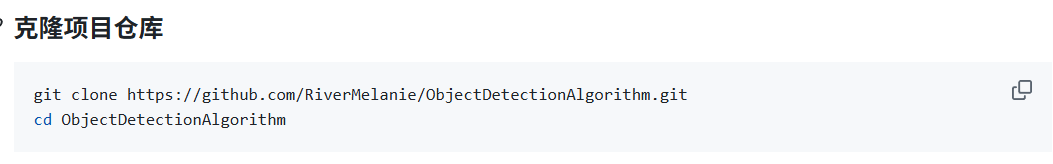 克隆项目仓库
git clone https://github.com/RiverMelanie/ObjectDetectionAlgorithm.git
cd ObjectDetectionAlgorithm